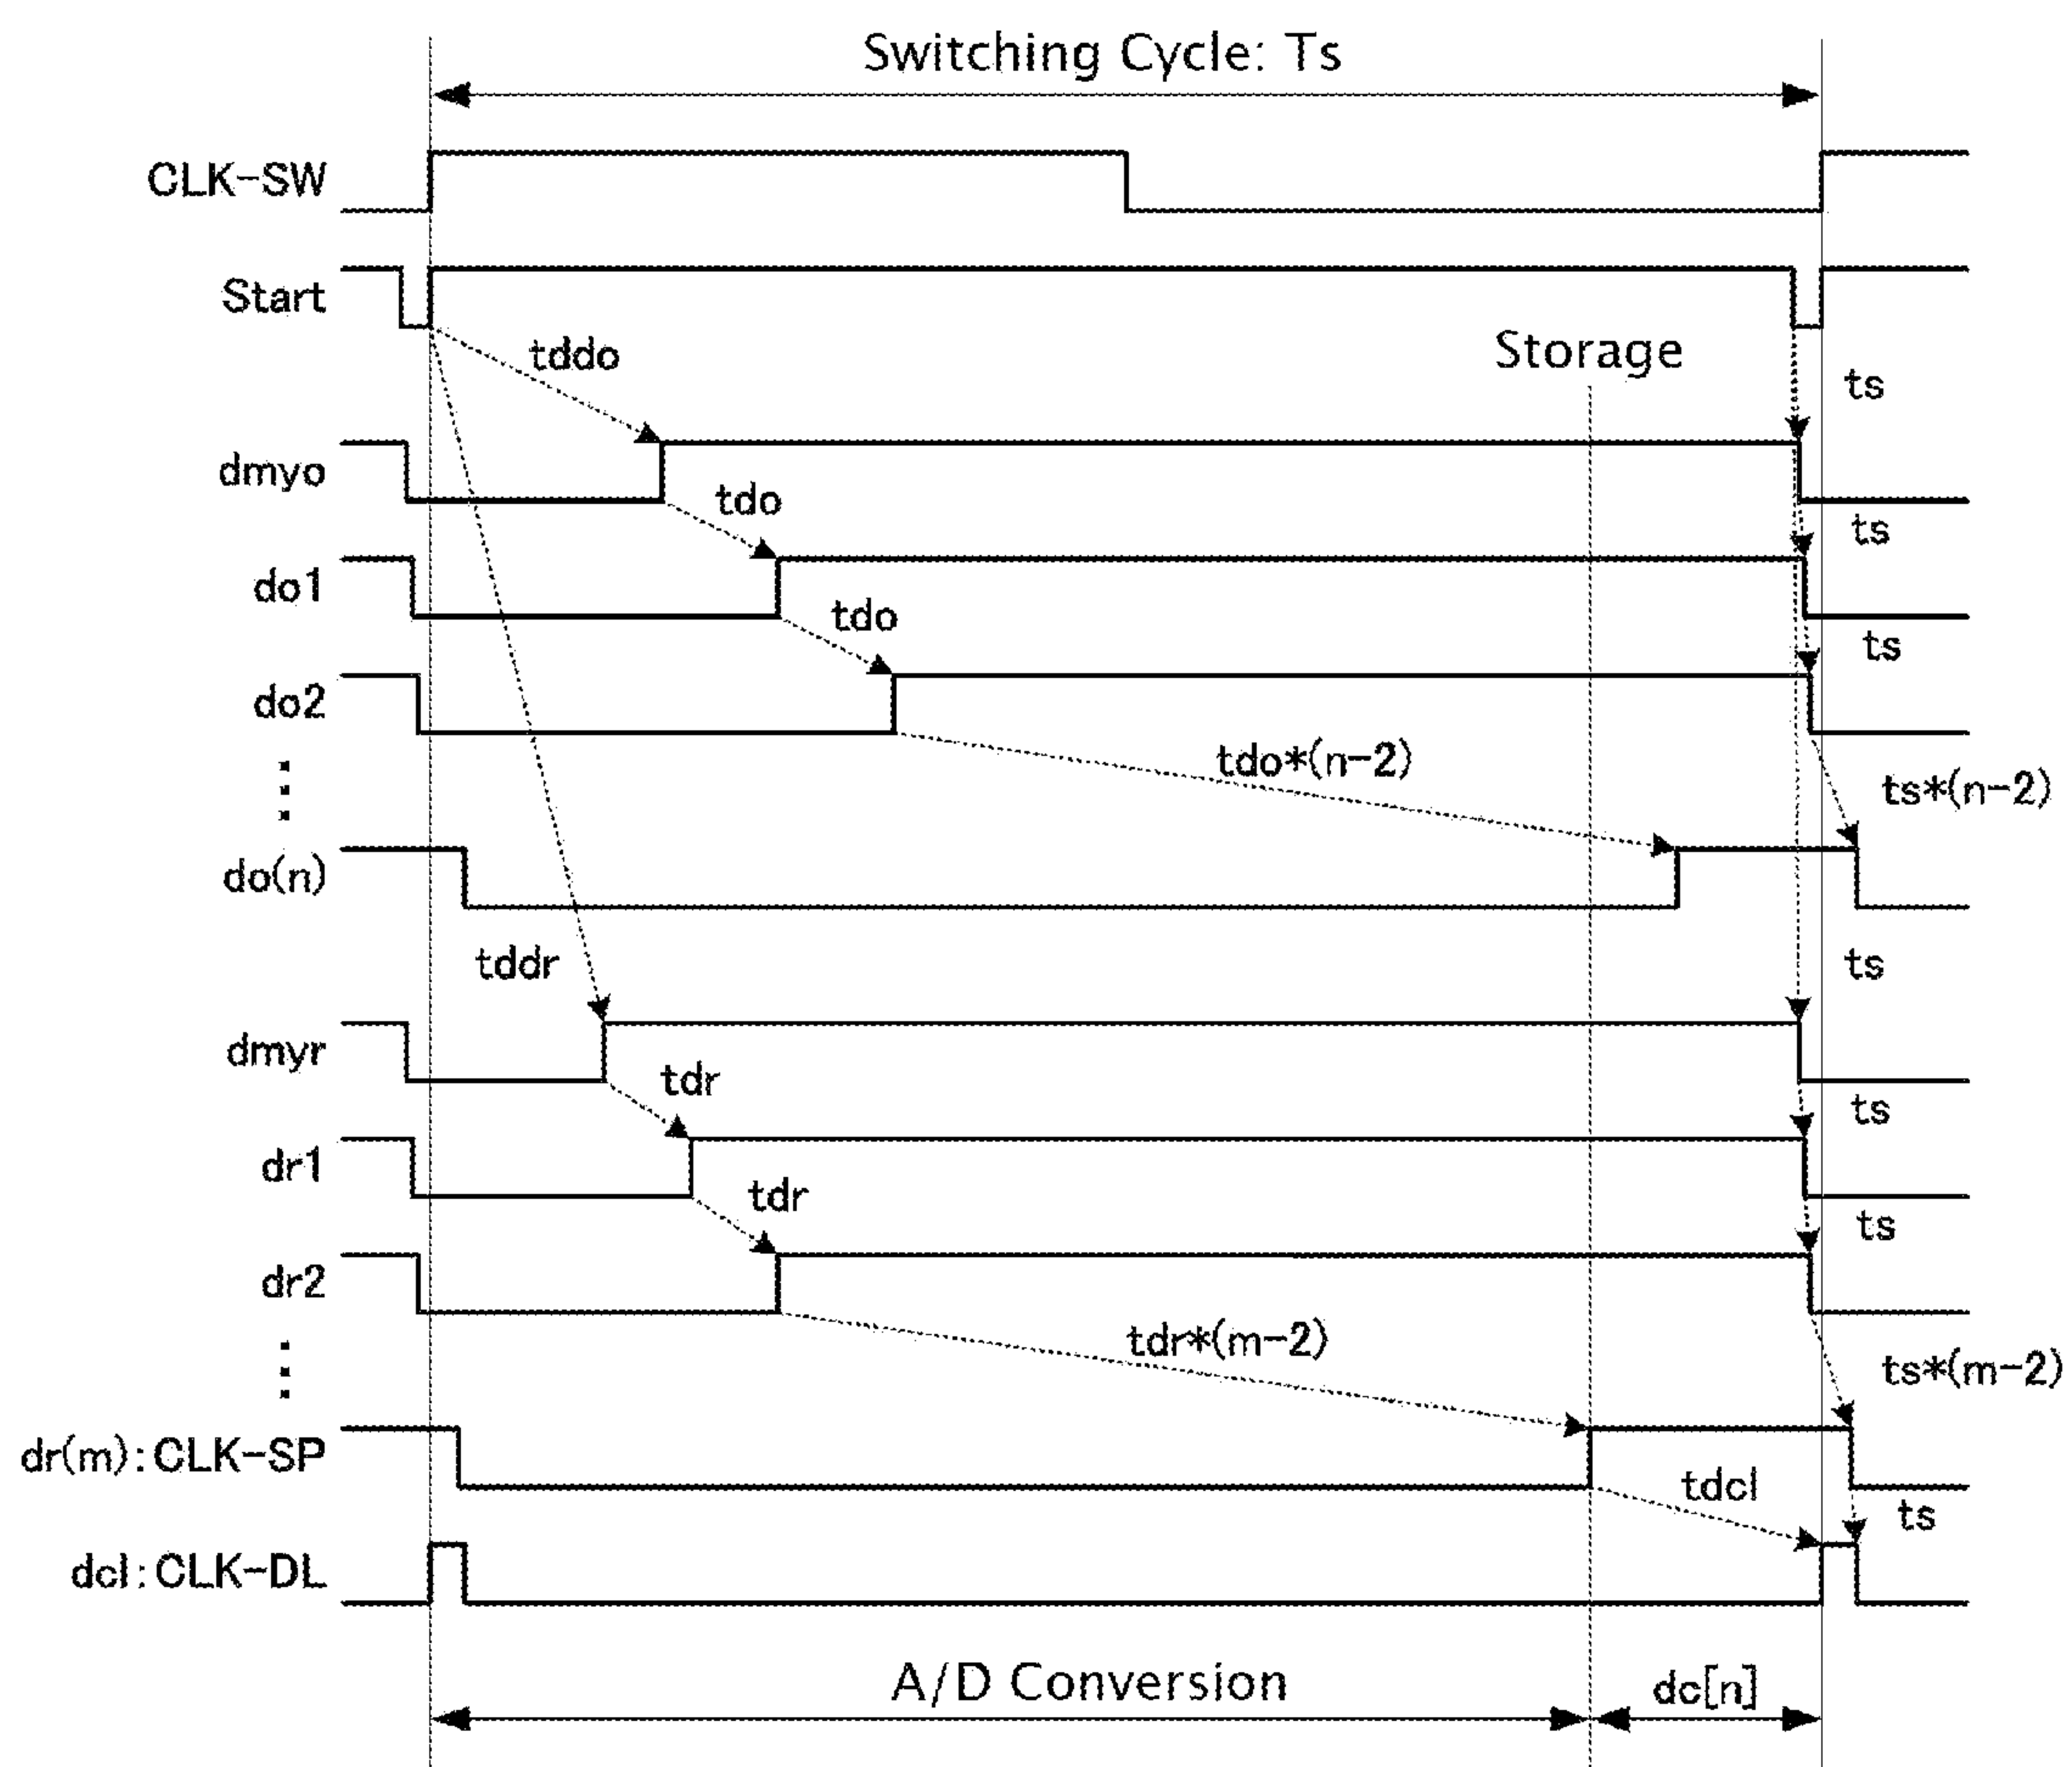 Switching Cycle: Ts
CLK-SW
Start
tddo
Storage
ts
dmyo
tdo
ts
do1
tdo
ts
do2
tdo*(n-2)
ts*(n-2)
do(n)
tddr
ts
dmyr
tdr
ts
dr1
tdr
ts
dr2
tdr*(m-2)
ts*(m-2)
dr(m):CLK-SP
tdcl
ts
dcl:CLK-DL
A/D Conversion
dc[n]